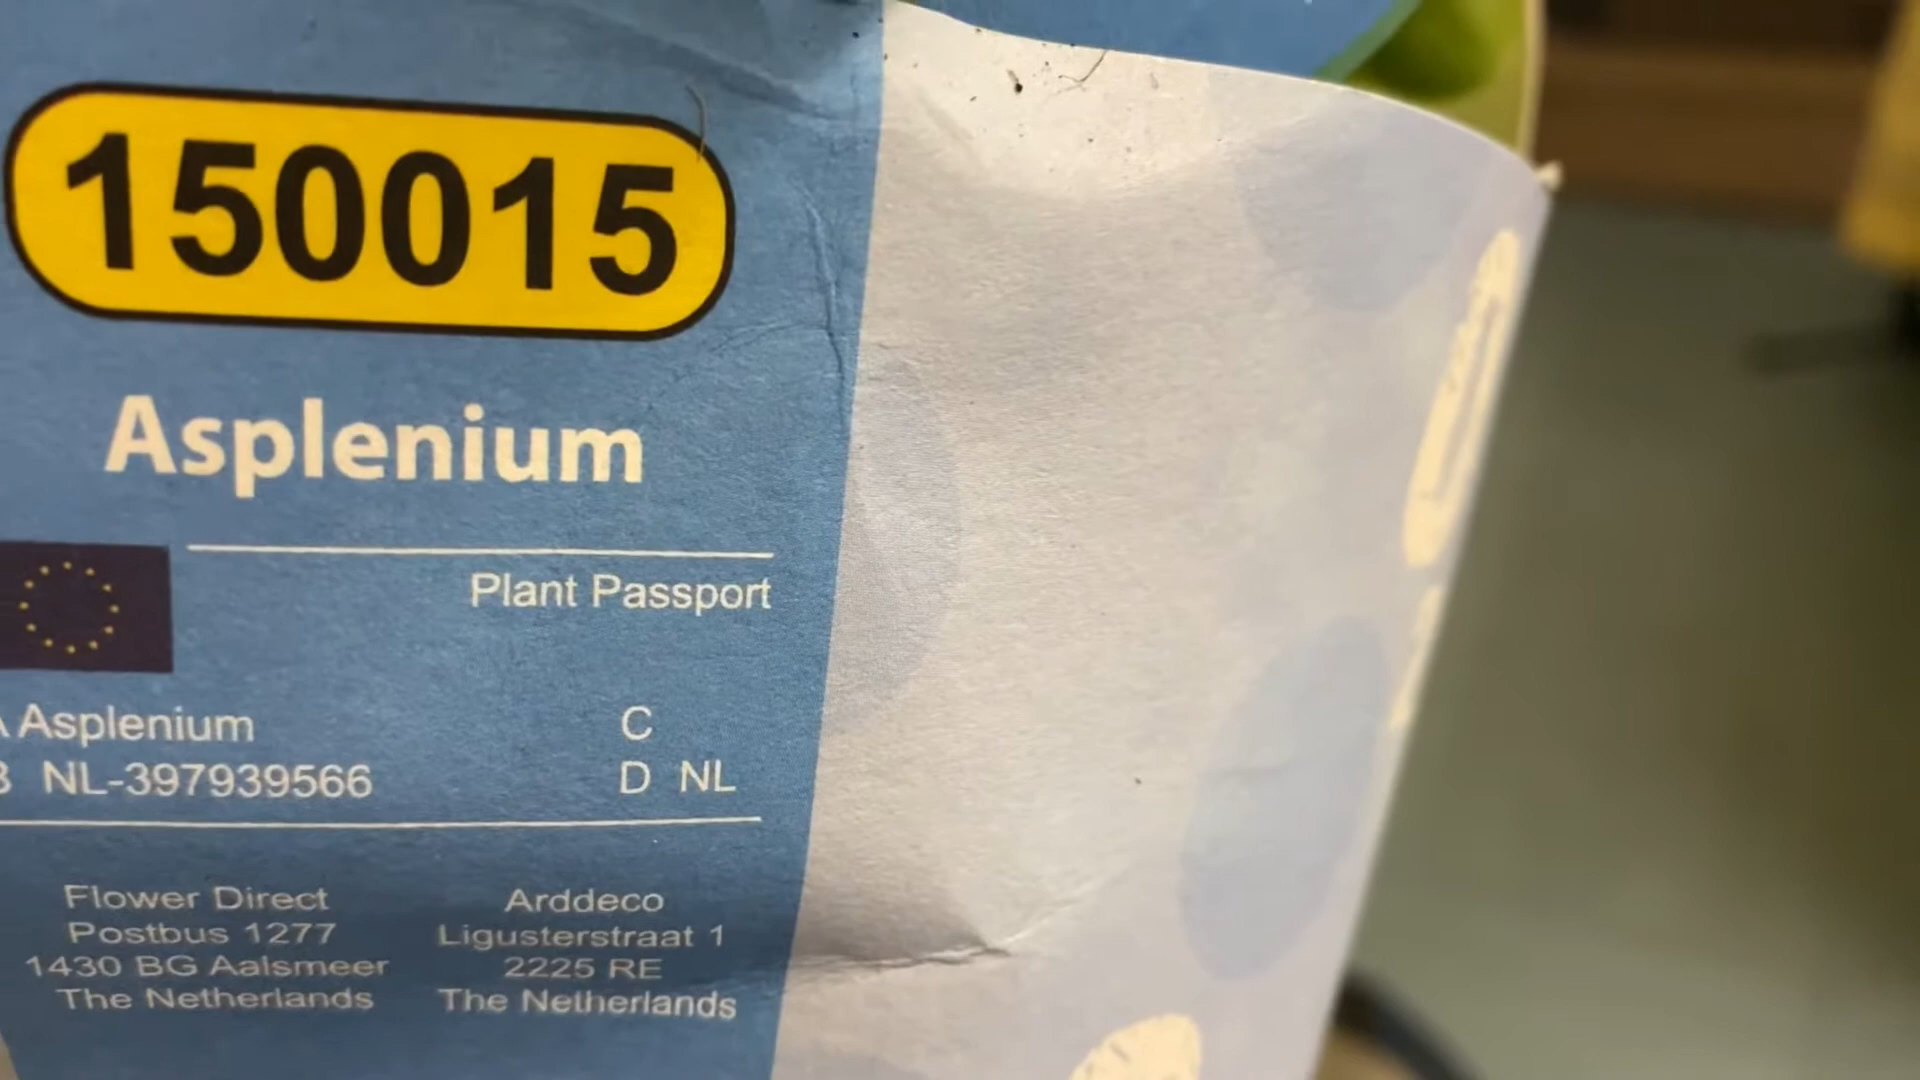 150015
Asplenium
Plant Passport
A Asplenium C
B NL-397939566 D NL
Flower Direct
Postbus 1277
1430 BG Aalsmeer
The Netherlands
Arddeco
Ligusterstraat 1
2225 RE
The Netherlands